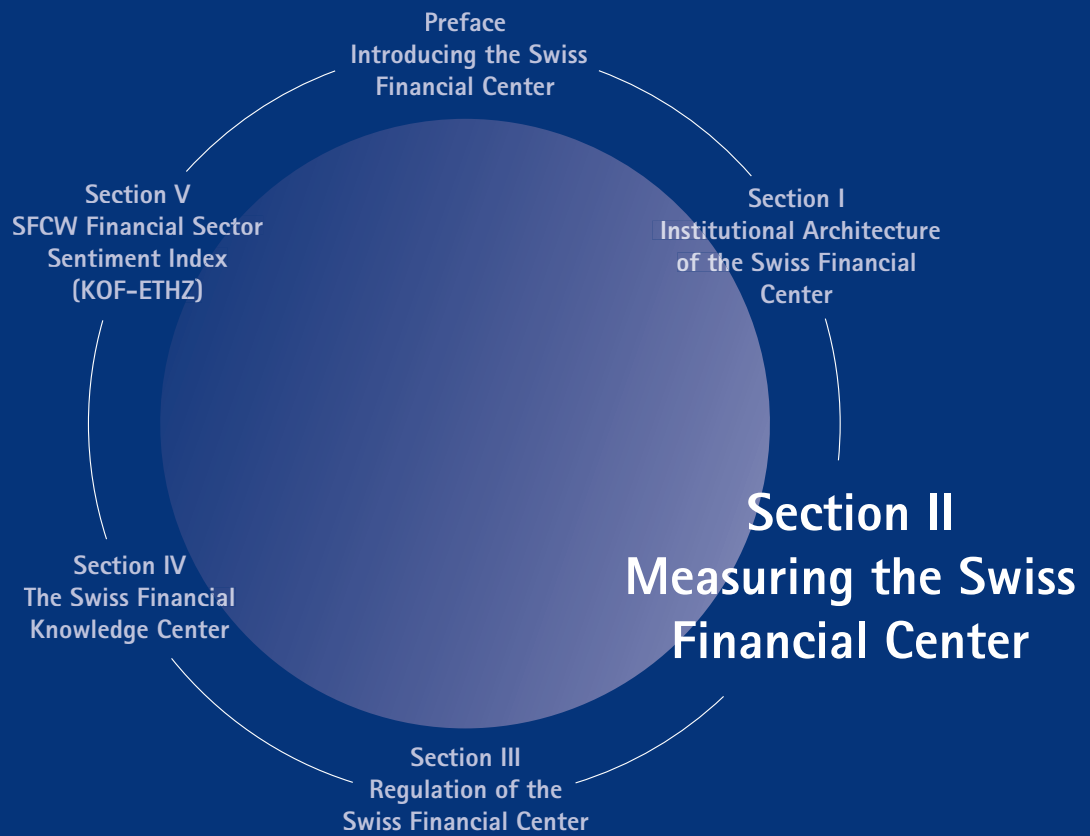 Preface
Introducing the Swiss
Financial Center
Section I
Institutional Architecture
of the Swiss Financial
Center
Section II
Measuring the Swiss
Financial Center
Section III
Regulation of the
Swiss Financial Center
Section IV
The Swiss Financial
Knowledge Center
Section V
SFCW Financial Sector
Sentiment Index
(KOF–ETHZ)